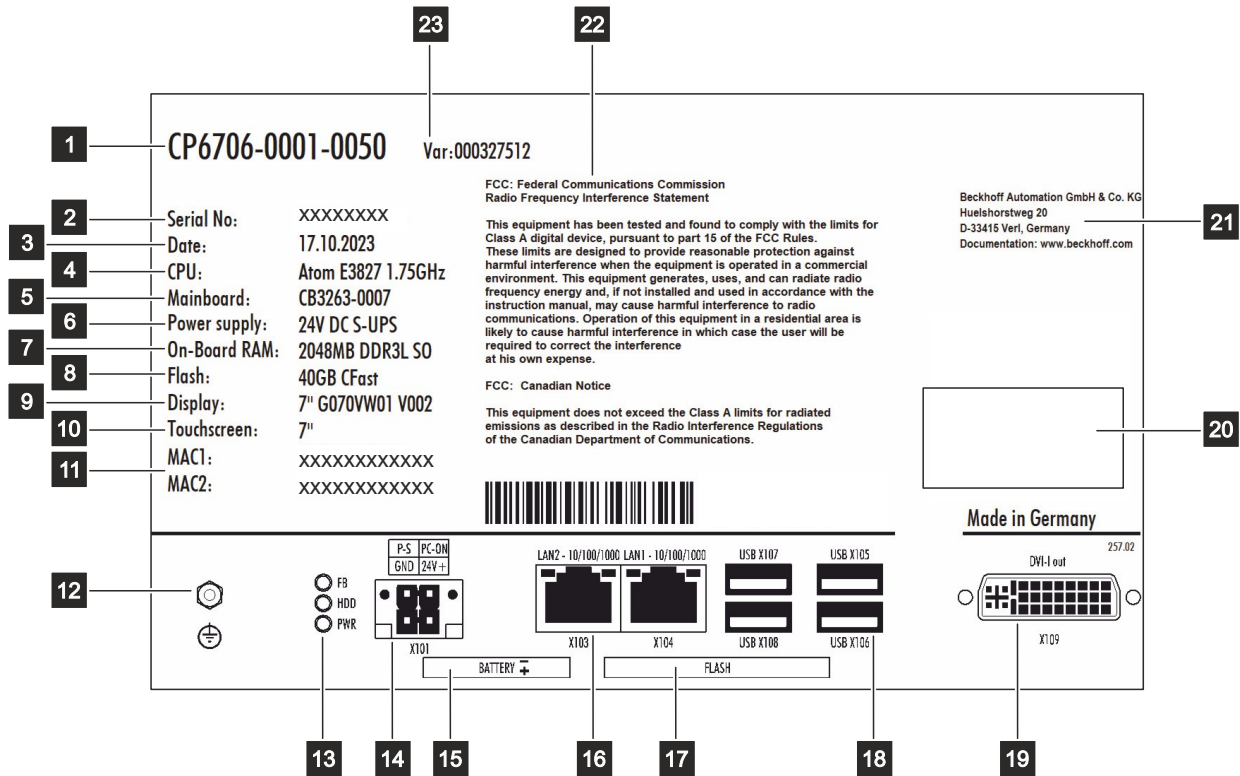 23
22
1
CP6706-0001-0050
Var:000327512
FCC: Federal Communications Commission
Radio Frequency Interference Statement
This equipment has been tested and found to comply with the limits for
Class A digital device, pursuant to part 15 of the FCC Rules.
These limits are designed to provide reasonable protection against
harmful interference when the equipment is operated in a commercial
environment. This equipment generates, uses, and can radiate radio
frequency energy and, if not installed and used in accordance with the
instruction manual, may cause harmful interference to radio
communications. Operation of this equipment in a residential area is
likely to cause harmful interference in which case the user will be
required to correct the interference
at his own expense.
FCC: Canadian Notice
This equipment does not exceed the Class A limits for radiated
emissions as described in the Radio Interference Regulations
of the Canadian Department of Communications.
Beckhoff Automation GmbH & Co. KG
Huelshorstweg 20
D-33415 Verl, Germany
Documentation: www.beckhoff.com
21
2
Serial No: XXXXXXXX
3
Date: 17.10.2023
4
CPU: Atom E3827 1.75GHz
5
Mainboard: CB3263-0007
6
Power supply: 24V DC S-UPS
7
On-Board RAM: 2048MB DDR3L SO
8
Flash: 40GB CFast
9
Display: 7" G070VW01 V002
10
Touchscreen: 7"
11
MAC1: XXXXXXXXXXXX
MAC2: XXXXXXXXXXXX
20
Made in Germany
257.02
12
FB
HDD
PWR
P-S PC-ON
GND 24V+
X101
LAN2 - 10/100/1000 LAN1 - 10/100/1000
X103 X104
USB X107 USB X105
USB X108 USB X106
DVI-I out
X109
BATTERY
FLASH
13
14
15
16
17
18
19